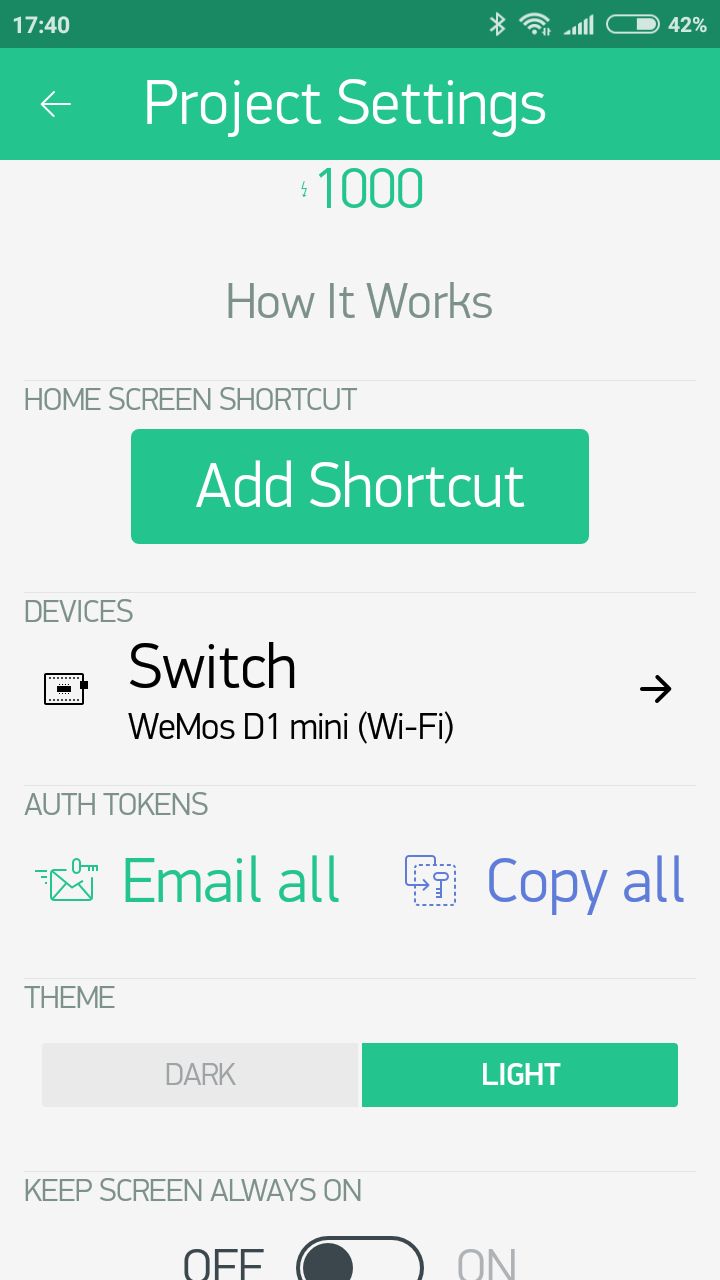 17:40 42%
Project Settings
1000
How It Works
HOME SCREEN SHORTCUT
Add Shortcut
DEVICES
Switch
WeMos D1 mini (Wi-Fi)
AUTH TOKENS
Email all Copy all
THEME
DARK LIGHT
KEEP SCREEN ALWAYS ON
OFF ON